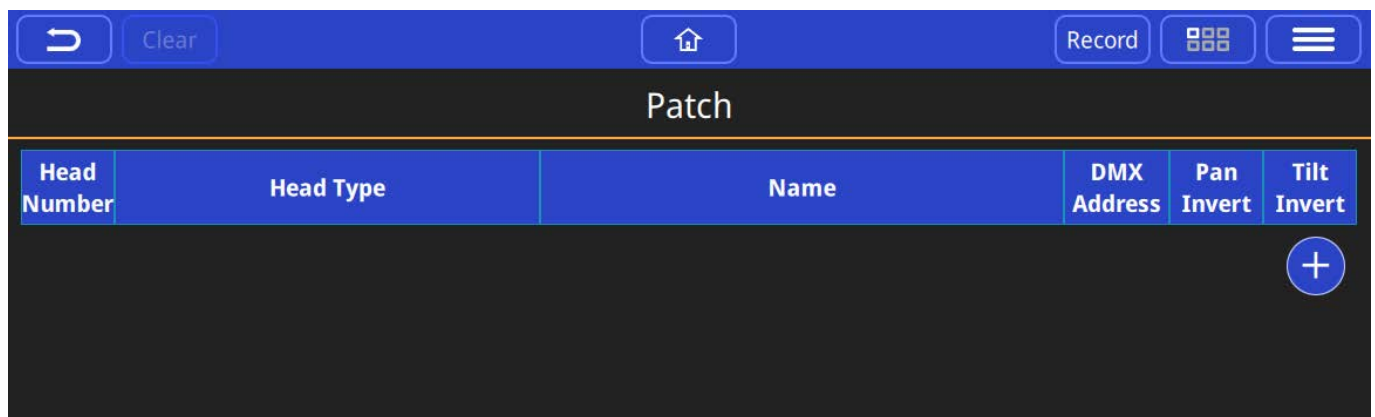 Clear
Record
Patch
Head
Number
Head Type
Name
DMX
Address
Pan
Invert
Tilt
Invert